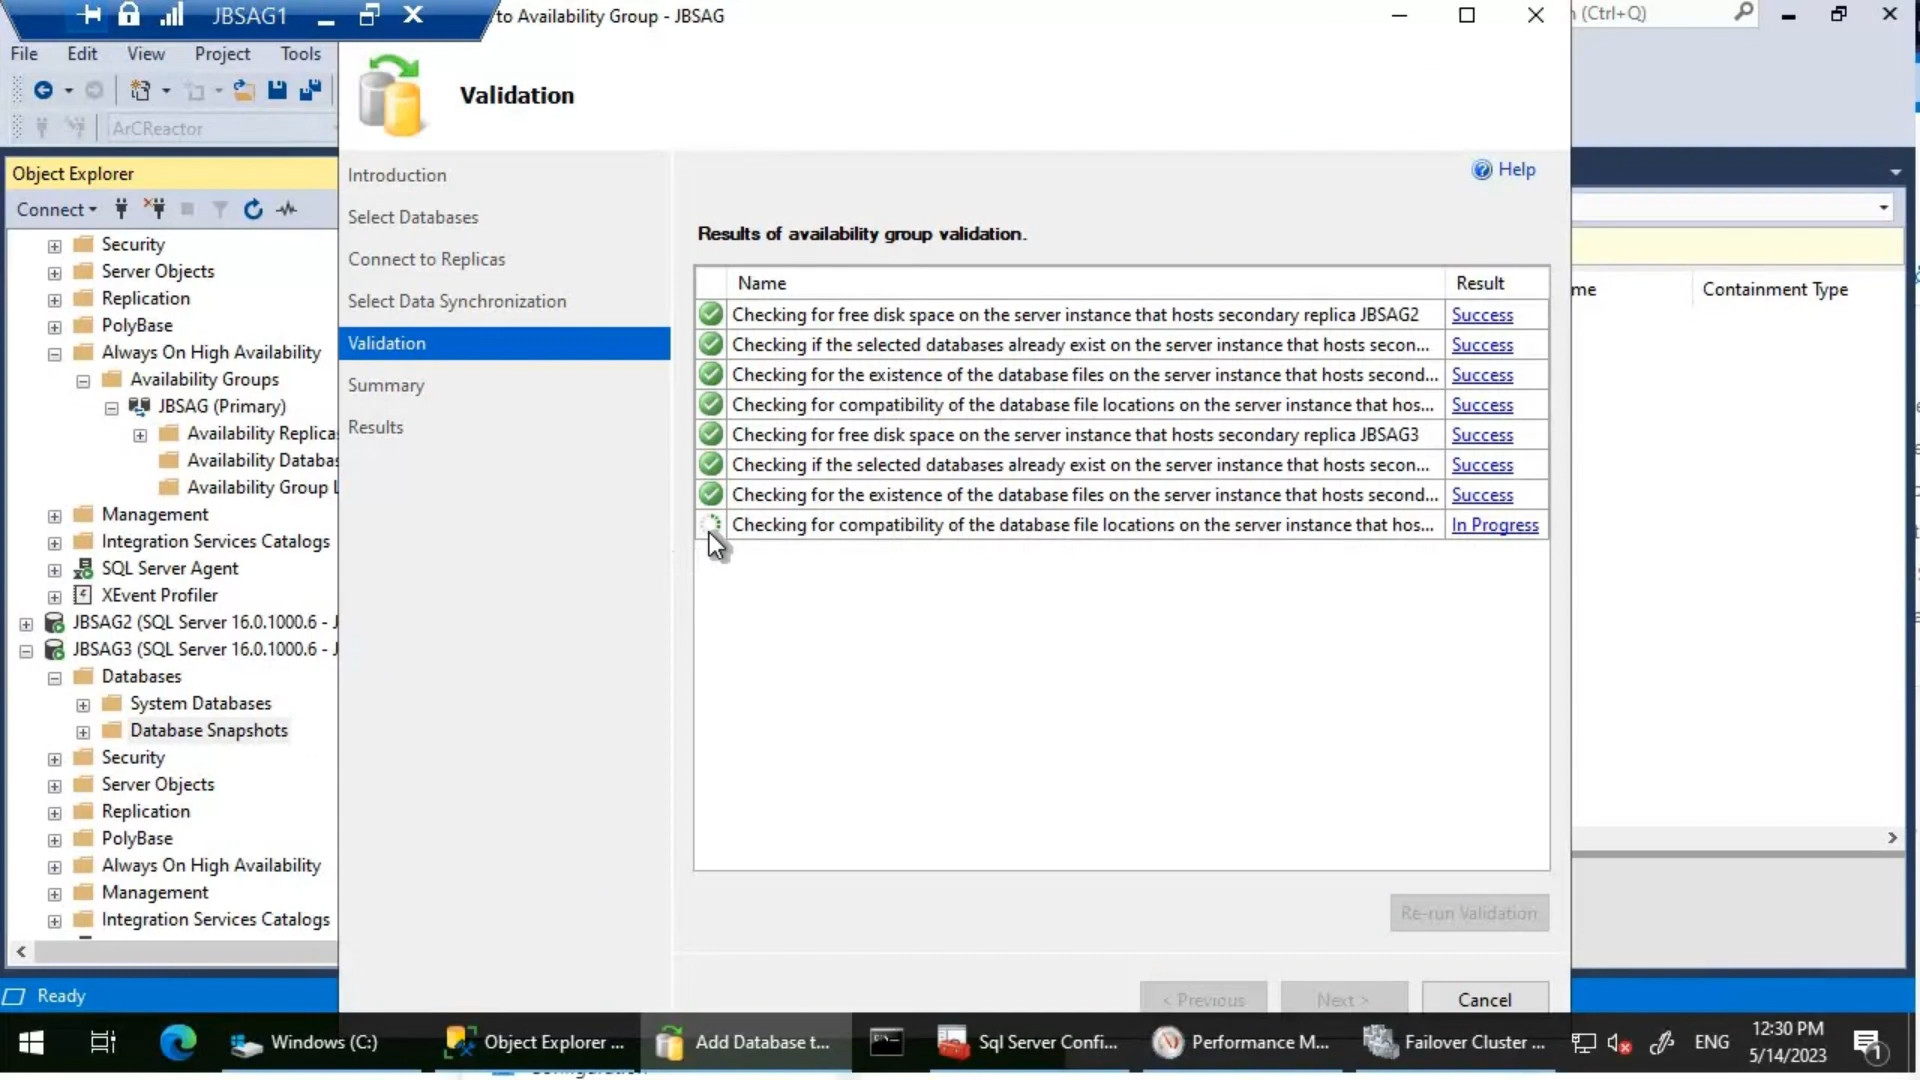 JBSAG1
to Availability Group - JBSAG
(Ctrl+Q)
File Edit View Project Tools
ArCReactor
Validation
Object Explorer
Connect
Security
Server Objects
Replication
PolyBase
Always On High Availability
Availability Groups
JBSAG (Primary)
Availability Replica
Availability Databas
Availability Group L
Management
Integration Services Catalogs
SQL Server Agent
XEvent Profiler
JBSAG2 (SQL Server 16.0.1000.6 - J
JBSAG3 (SQL Server 16.0.1000.6 - J
Databases
System Databases
Database Snapshots
Security
Server Objects
Replication
PolyBase
Always On High Availability
Management
Integration Services Catalogs
Ready
Introduction
Select Databases
Connect to Replicas
Select Data Synchronization
Validation
Summary
Results
Help
Results of availability group validation.
Name Result
Checking for free disk space on the server instance that hosts secondary replica JBSAG2 Success
Checking if the selected databases already exist on the server instance that hosts secon... Success
Checking for the existence of the database files on the server instance that hosts second... Success
Checking for compatibility of the database file locations on the server instance that hos... Success
Checking for free disk space on the server instance that hosts secondary replica JBSAG3 Success
Checking if the selected databases already exist on the server instance that hosts secon... Success
Checking for the existence of the database files on the server instance that hosts second... Success
Checking for compatibility of the database file locations on the server instance that hos... In Progress
Re-run Validation
< Previous Next > Cancel
me Containment Type
Windows (C:) Object Explorer ... Add Database t... Sql Server Confi... Performance M... Failover Cluster ... ENG 12:30 PM
5/14/2023
1